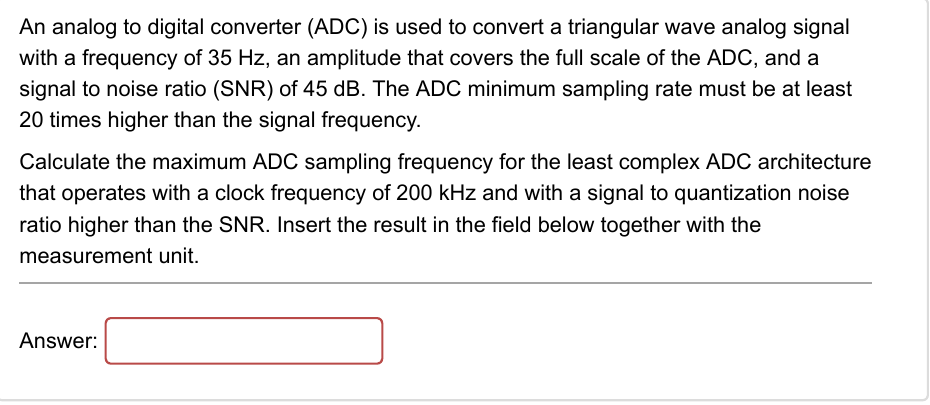 An analog to digital converter (ADC) is used to convert a triangular wave analog signal
with a frequency of 35 Hz, an amplitude that covers the full scale of the ADC, and a
signal to noise ratio (SNR) of 45 dB. The ADC minimum sampling rate must be at least
20 times higher than the signal frequency.
Calculate the maximum ADC sampling frequency for the least complex ADC architecture
that operates with a clock frequency of 200 kHz and with a signal to quantization noise
ratio higher than the SNR. Insert the result in the field below together with the
measurement unit.
Answer: